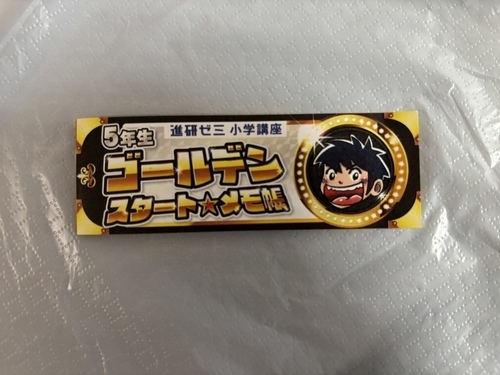 5年生
進研ゼミ 小学講座
ゴールデン
スタート★メモ帳